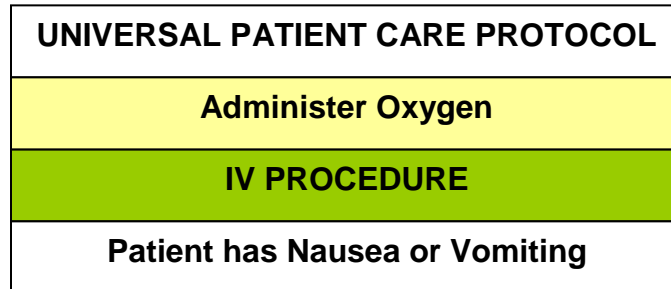 UNIVERSAL PATIENT CARE PROTOCOL
Administer Oxygen
IV PROCEDURE
Patient has Nausea or Vomiting